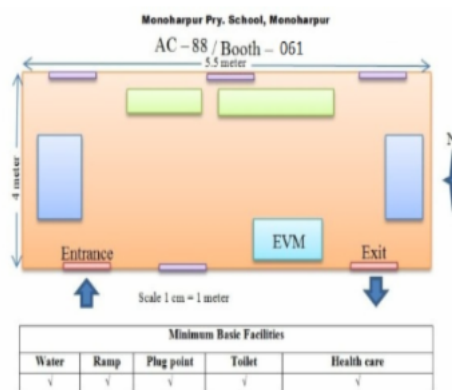 Monoharpur Pry. School, Monoharpur
AC – 88 / Booth – 061
5.5 meter
4 meter
N
EVM
Entrance
Exit
Scale 1 cm = 1 meter
Minimum Basic Facilities
Water Ramp Plug point Toilet Health care
√ √ √ √ √